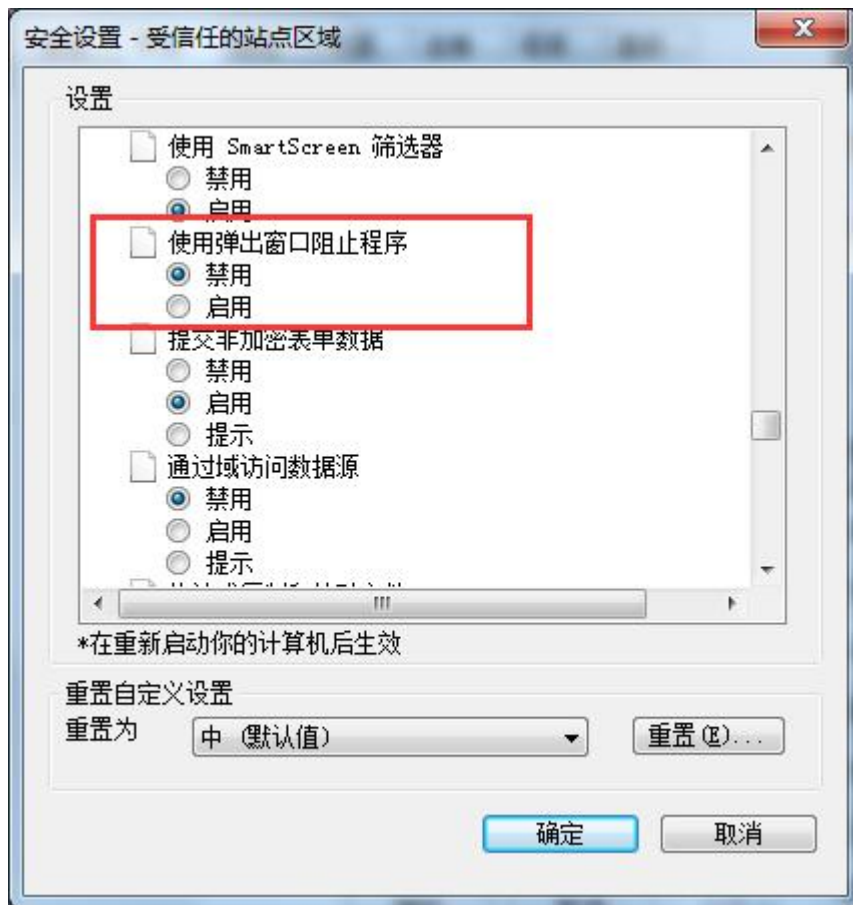 安全设置 - 受信任的站点区域
设置
使用 SmartScreen 筛选器
禁用
启用
使用弹出窗口阻止程序
禁用
启用
提交非加密表单数据
禁用
启用
提示
通过域访问数据源
禁用
启用
提示
*在重新启动你的计算机后生效
重置自定义设置
重置为
中 (默认值)
重置(E)...
确定
取消